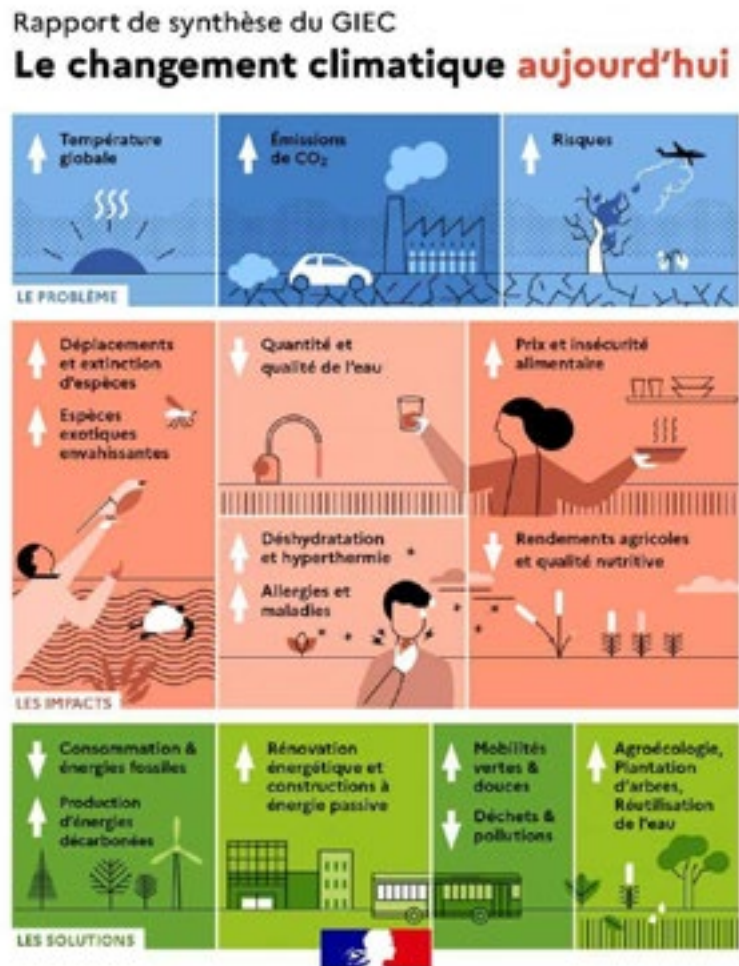 Rapport de synthèse du GIEC
Le changement climatique aujourd'hui
Température
globale
Émissions
de CO₂
Risques
LE PROBLÈME
Déplacements
et extinction
d'espèces
Espèces
exotiques
envahissantes
Quantité et
qualité de l'eau
Prix et insécurité
alimentaire
Déshydratation
et hyperthermie
Allergies et
maladies
Rendements agricoles
et qualité nutritive
LES IMPACTS
Consommation &
énergies fossiles
Production
d'énergies
décarbonées
Rénovation
énergétique et
constructions à
énergie passive
Mobilités
vertes &
douces
Déchets &
pollutions
Agroécologie,
Plantation
d'arbres,
Réutilisation
de l'eau
LES SOLUTIONS